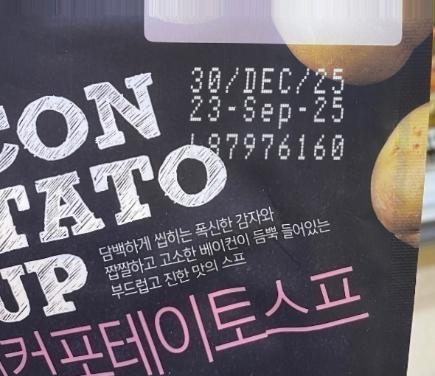 30/DEC/25
23-Sep-25
L87976160
CON
TATO
UP
담백하게 씹히는 폭신한 감자와
짭짤하고 고소한 베이컨이 듬뿍 들어있는
부드럽고 진한 맛의 스프
커포테이토스프